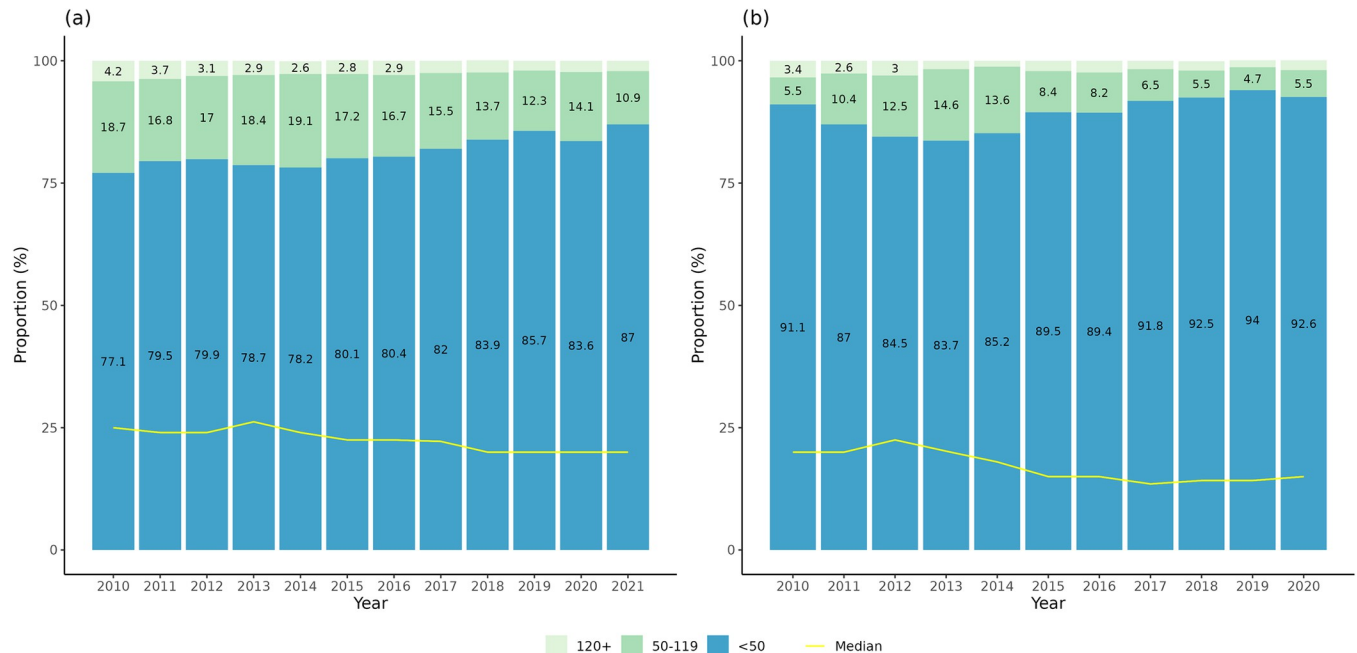 (a)
(b)
100
75
50
25
0
Proportion (%)
4.2 3.7 3.1 2.9 2.6 2.8 2.9
18.7 16.8 17 18.4 19.1 17.2 16.7 15.5 13.7 12.3 14.1 10.9
77.1 79.5 79.9 78.7 78.2 80.1 80.4 82 83.9 85.7 83.6 87
2010 2011 2012 2013 2014 2015 2016 2017 2018 2019 2020 2021
Year
100
75
50
25
0
Proportion (%)
3.4 2.6 3
5.5 10.4 12.5 14.6 13.6 8.4 8.2 6.5 5.5 4.7 5.5
91.1 87 84.5 83.7 85.2 89.5 89.4 91.8 92.5 94 92.6
2010 2011 2012 2013 2014 2015 2016 2017 2018 2019 2020
Year
120+ 50-119 <50 Median